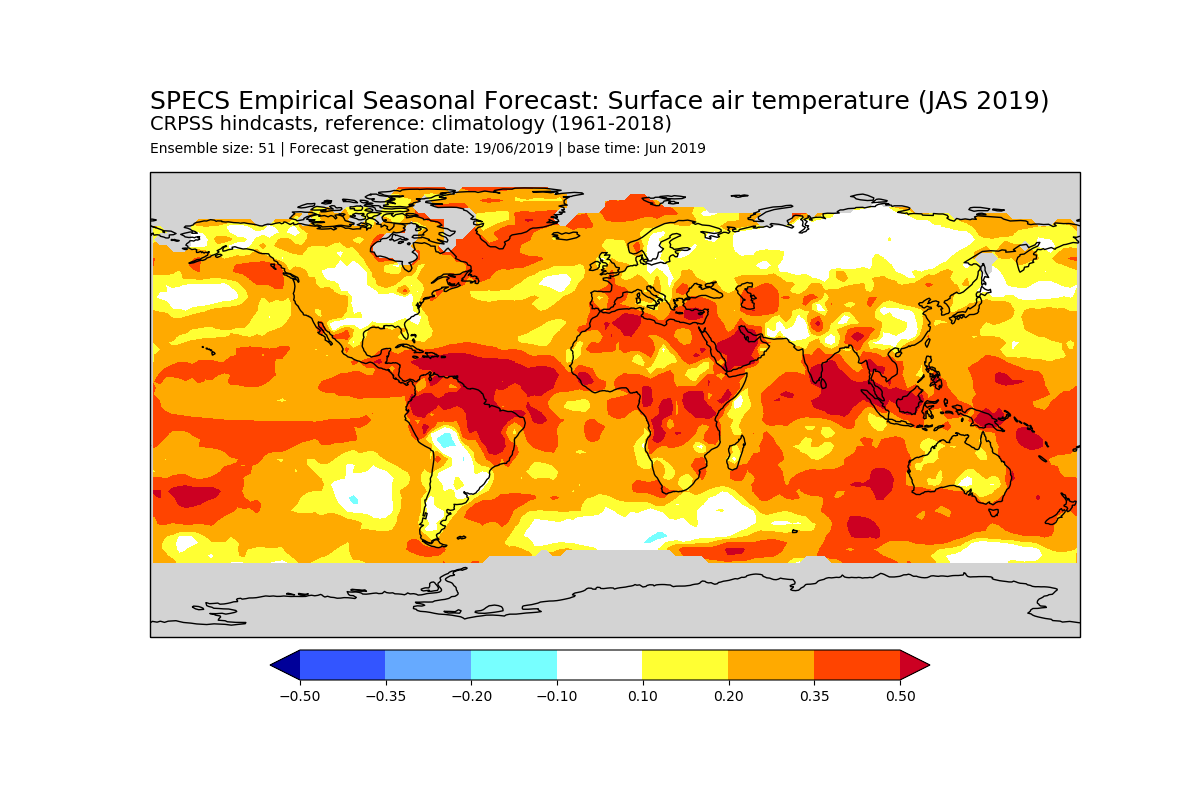 SPECS Empirical Seasonal Forecast: Surface air temperature (JAS 2019)
CRPSS hindcasts, reference: climatology (1961-2018)
Ensemble size: 51 | Forecast generation date: 19/06/2019 | base time: Jun 2019
−0.50 −0.35 −0.20 −0.10 0.10 0.20 0.35 0.50